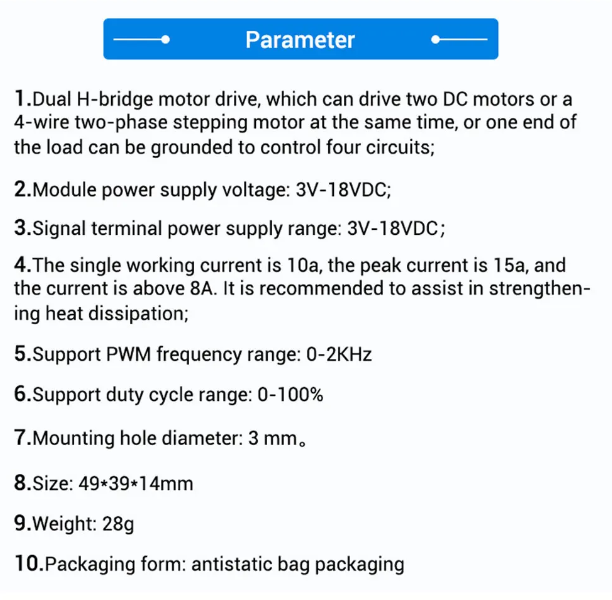 Parameter
1.Dual H-bridge motor drive, which can drive two DC motors or a
4-wire two-phase stepping motor at the same time, or one end of
the load can be grounded to control four circuits;
2.Module power supply voltage: 3V-18VDC;
3.Signal terminal power supply range: 3V-18VDC;
4.The single working current is 10a, the peak current is 15a, and
the current is above 8A. It is recommended to assist in strengthen-
ing heat dissipation;
5.Support PWM frequency range: 0-2KHz
6.Support duty cycle range: 0-100%
7.Mounting hole diameter: 3 mm。
8.Size: 49*39*14mm
9.Weight: 28g
10.Packaging form: antistatic bag packaging